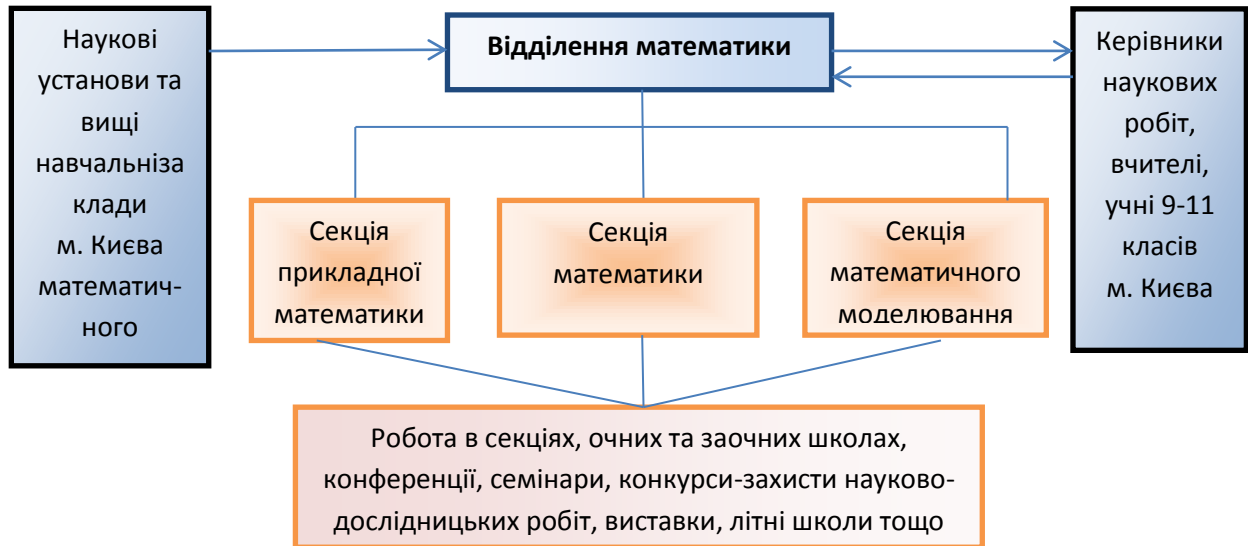 Наукові
установи та
вищі
навчальніза
клади
м. Києва
математич-
ного
Відділення математики
Керівники
наукових
робіт,
вчителі,
учні 9-11
класів
м. Києва
Секція
прикладної
математики
Секція
математики
Секція
математичного
моделювання
Робота в секціях, очних та заочних школах,
конференції, семінари, конкурси-захисти науково-
дослідницьких робіт, виставки, літні школи тощо